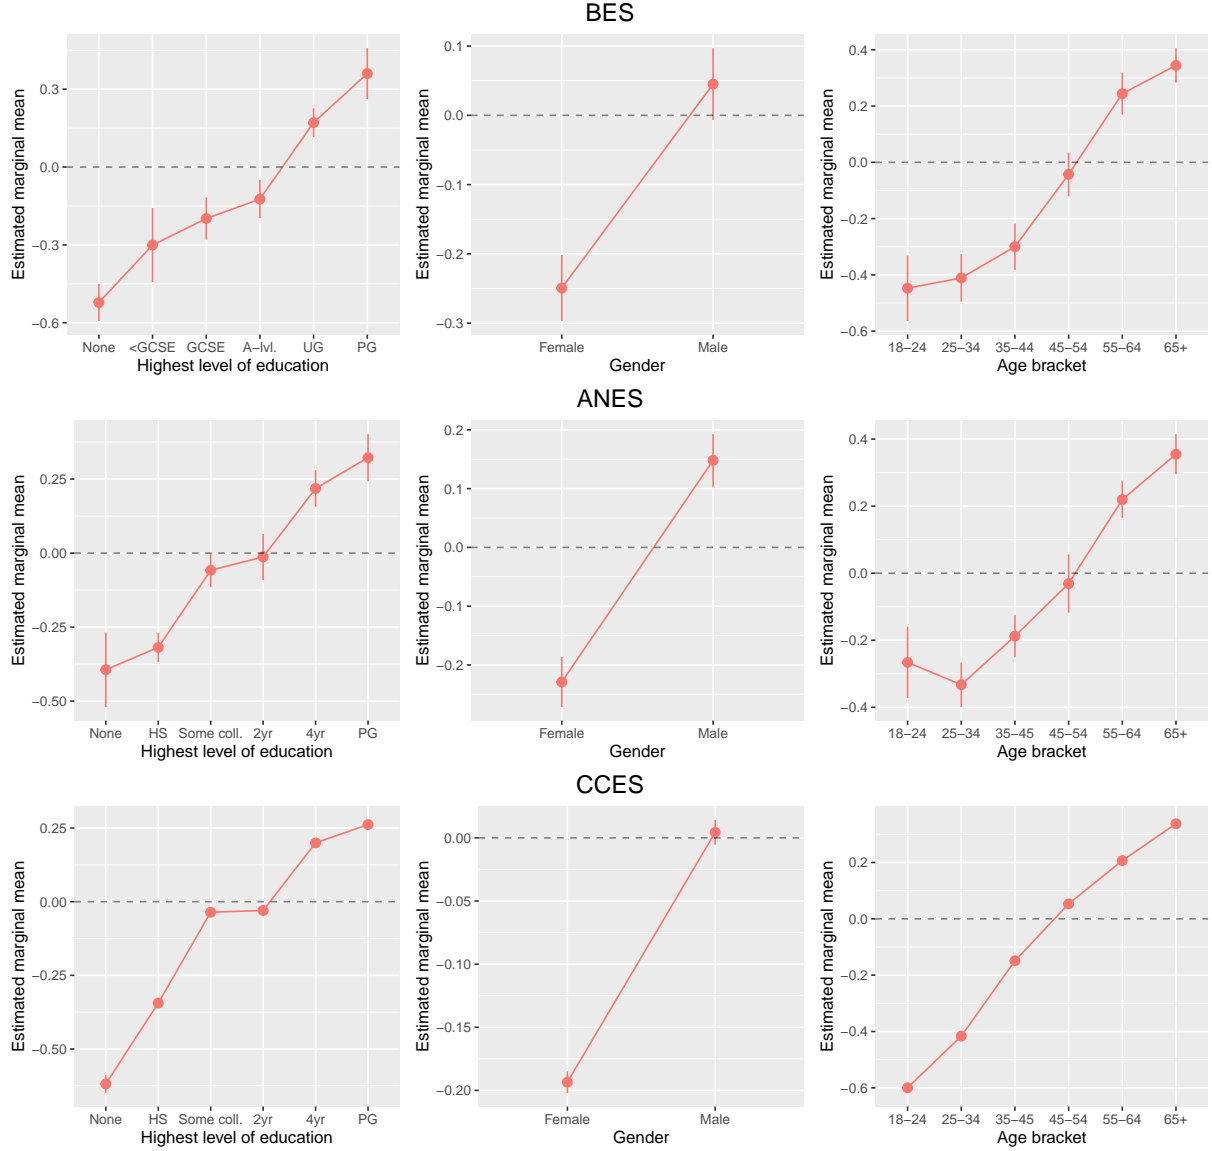 BES
Estimated marginal mean
0.3
0.0
−0.3
−0.6
None <GCSE GCSE A−lvl. UG PG
Highest level of education
Estimated marginal mean
0.1
0.0
−0.1
−0.2
−0.3
Female Male
Gender
Estimated marginal mean
0.4
0.2
0.0
−0.2
−0.4
−0.6
18−24 25−34 35−44 45−54 55−64 65+
Age bracket
ANES
Estimated marginal mean
0.25
0.00
−0.25
−0.50
None HS Some coll. 2yr 4yr PG
Highest level of education
Estimated marginal mean
0.2
0.1
0.0
−0.1
−0.2
Female Male
Gender
Estimated marginal mean
0.4
0.2
0.0
−0.2
−0.4
18−24 25−34 35−45 45−54 55−64 65+
Age bracket
CCES
Estimated marginal mean
0.25
0.00
−0.25
−0.50
None HS Some coll. 2yr 4yr PG
Highest level of education
Estimated marginal mean
0.00
−0.05
−0.10
−0.15
−0.20
Female Male
Gender
Estimated marginal mean
0.2
0.0
−0.2
−0.4
−0.6
18−24 25−34 35−45 45−54 55−64 65+
Age bracket